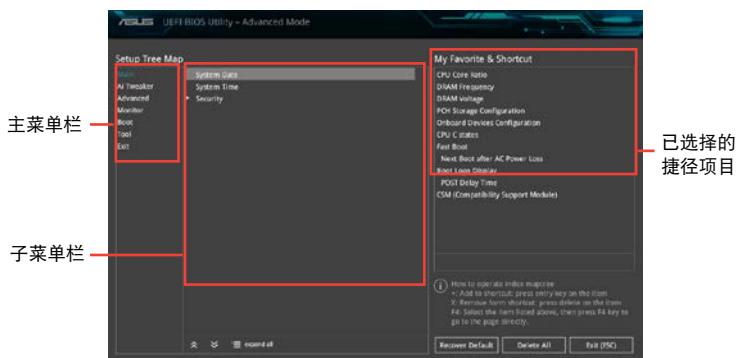 ASUS UEFI BIOS Utility – Advanced Mode
Setup Tree Map
Main
Ai Tweaker
Advanced
Monitor
Boot
Tool
Exit
System Date
System Time
Security
expand all
My Favorite & Shortcut
CPU Core Ratio
DRAM Frequency
DRAM Voltage
PCH Storage Configuration
Onboard Devices Configuration
CPU C states
Fast Boot
Next Boot after AC Power Loss
Boot Logo Display
POST Delay Time
CSM (Compatibility Support Module)
How to operate index maptree
+: Add to shortcut: press entry key on the item
X: Remove form shortcut: press delete on the item
F4: Select the item listed above, then press F4 key to
go to the page directly.
Recover Default
Delete All
Exit (ESC)
主菜单栏
子菜单栏
已选择的
捷径项目